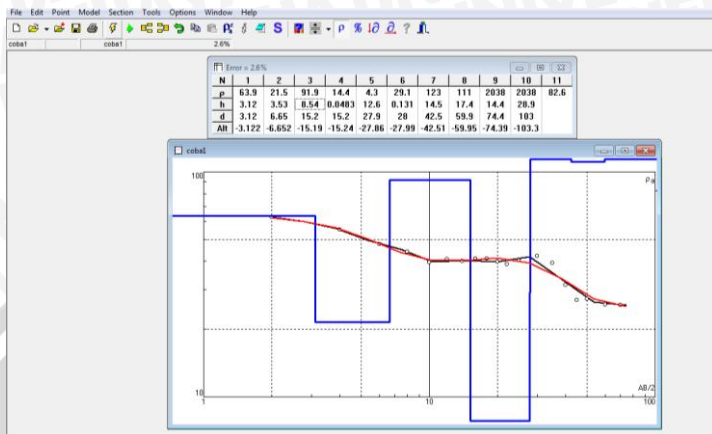 File Edit Point Model Section Tools Options Window Help
coba1 coba1 2.6%
Error = 2.6%
N 1 2 3 4 5 6 7 8 9 10 11
ρ 63.9 21.5 91.9 14.4 4.3 29.1 123 111 2038 2038 82.6
h 3.12 3.53 8.54 0.0483 12.6 0.131 14.5 17.4 14.4 28.9
d 3.12 6.65 15.2 15.2 27.9 28 42.5 59.9 74.4 103
Alt -3.122 -6.652 -15.19 -15.24 -27.86 -27.99 -42.51 -59.95 -74.39 -103.3
coba1
100
ρa
10
AB/2
1 10 100